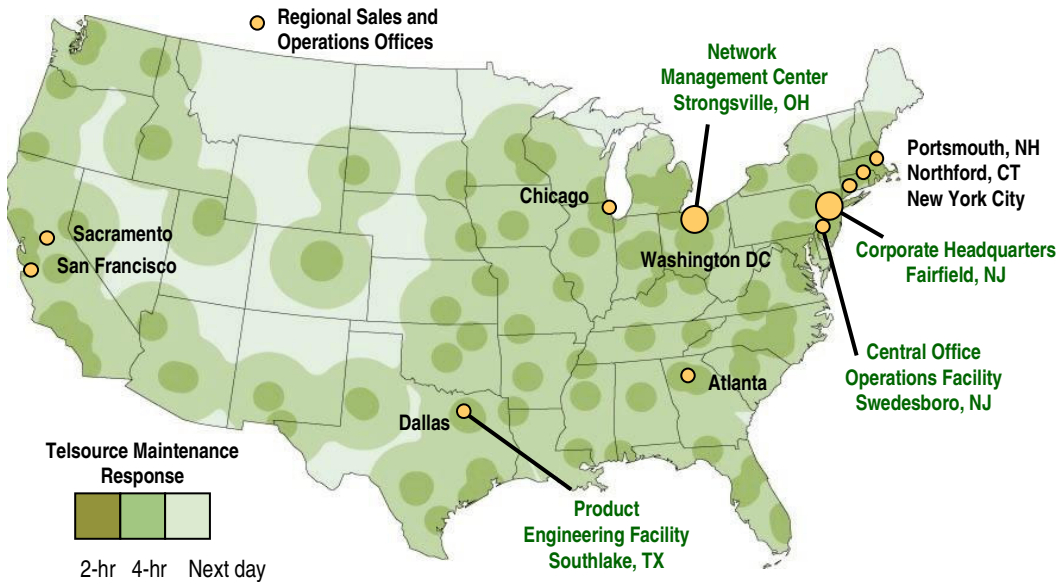 Regional Sales and
Operations Offices
Network
Management Center
Strongsville, OH
Portsmouth, NH
Northford, CT
New York City
Chicago
Sacramento
San Francisco
Washington DC
Corporate Headquarters
Fairfield, NJ
Central Office
Operations Facility
Swedesboro, NJ
Atlanta
Dallas
Telsource Maintenance
Response
2-hr 4-hr Next day
Product
Engineering Facility
Southlake, TX